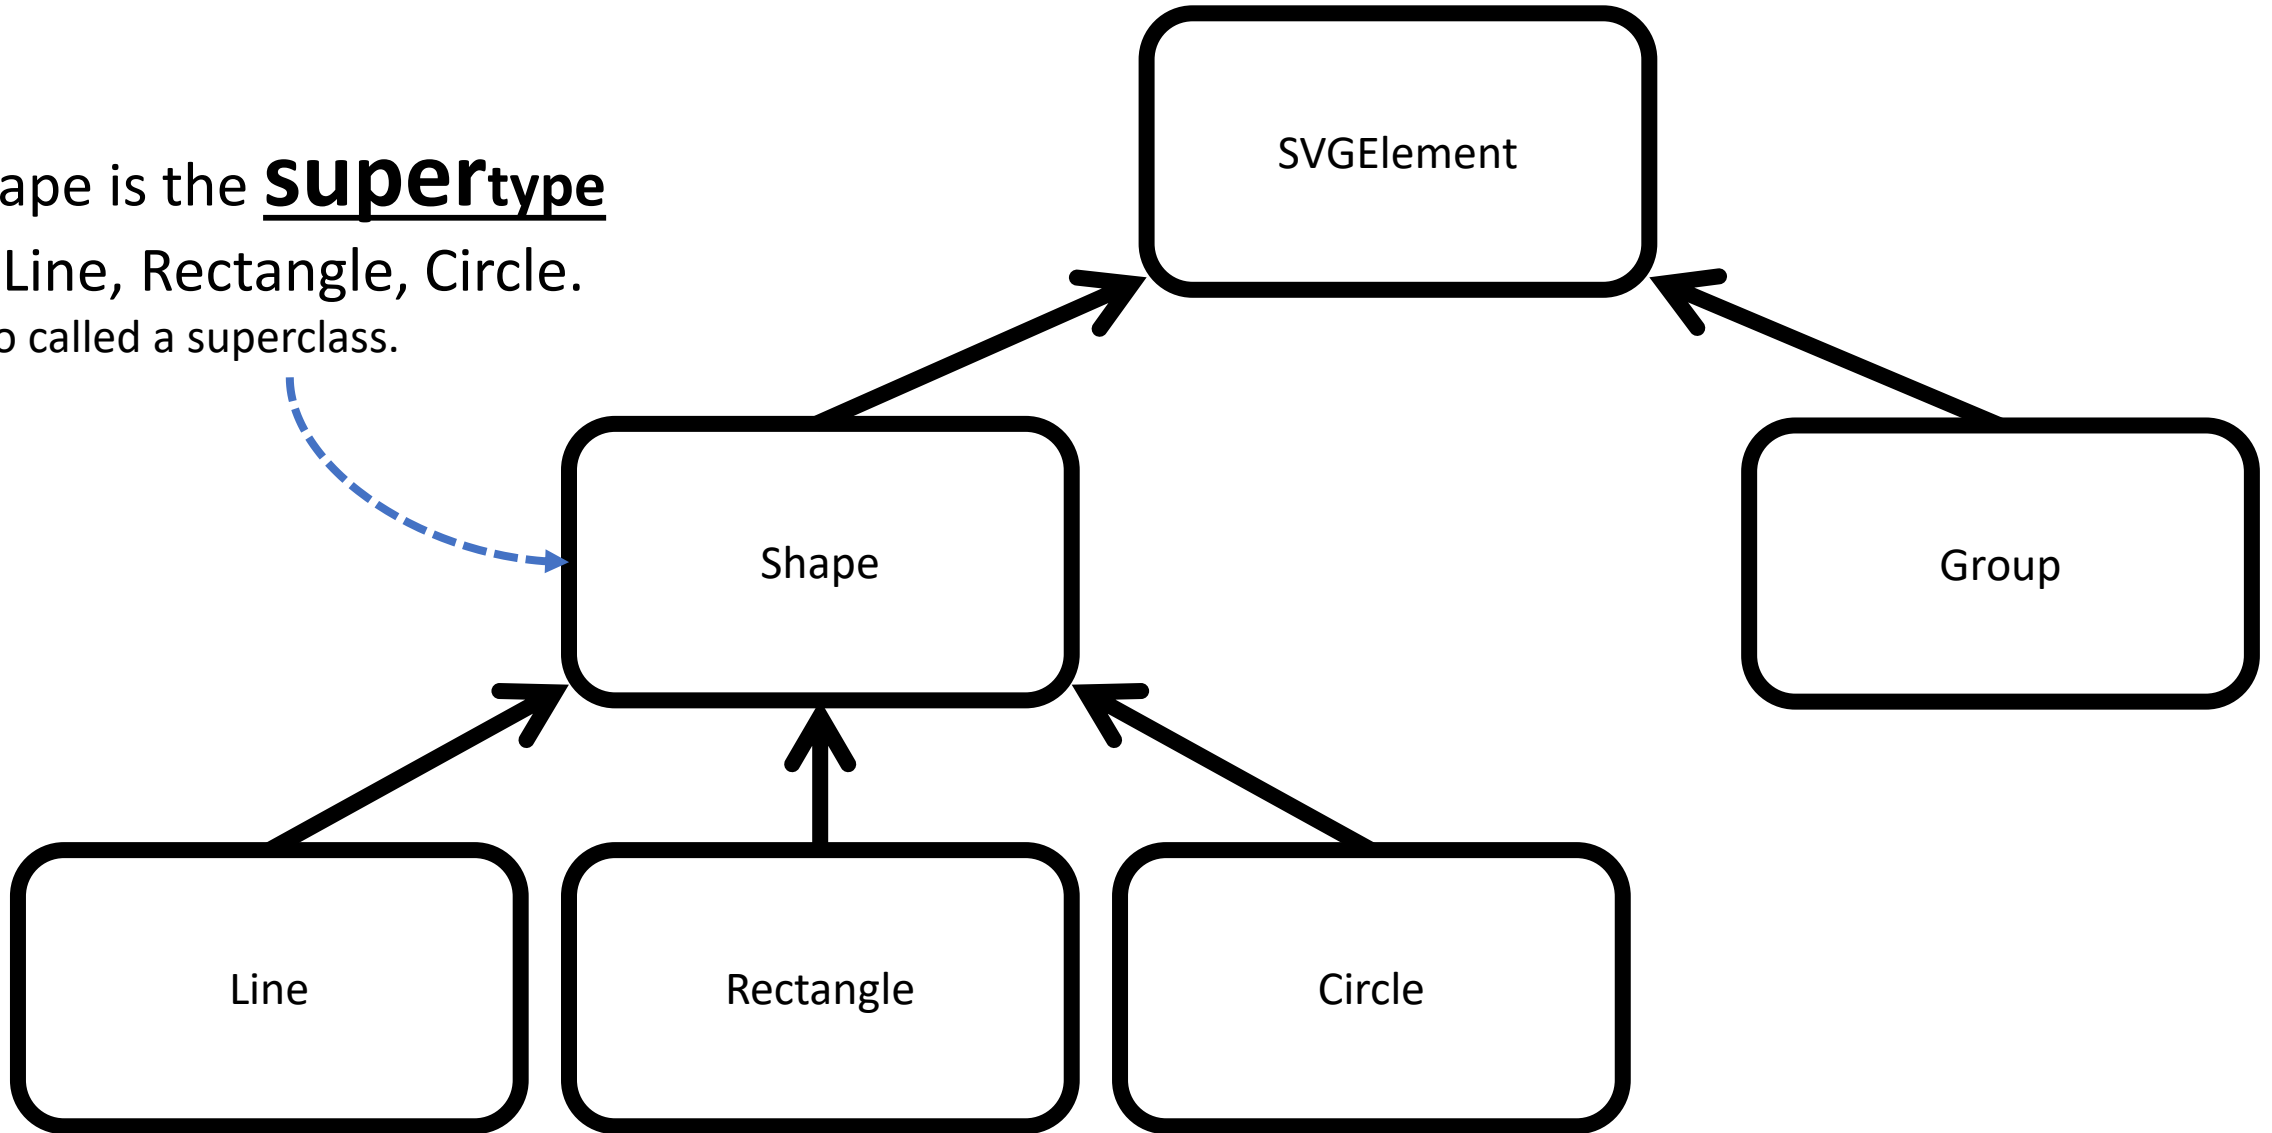 ape is the supertype
Line, Rectangle, Circle.
o called a superclass.
SVGElement
Shape
Group
Line
Rectangle
Circle